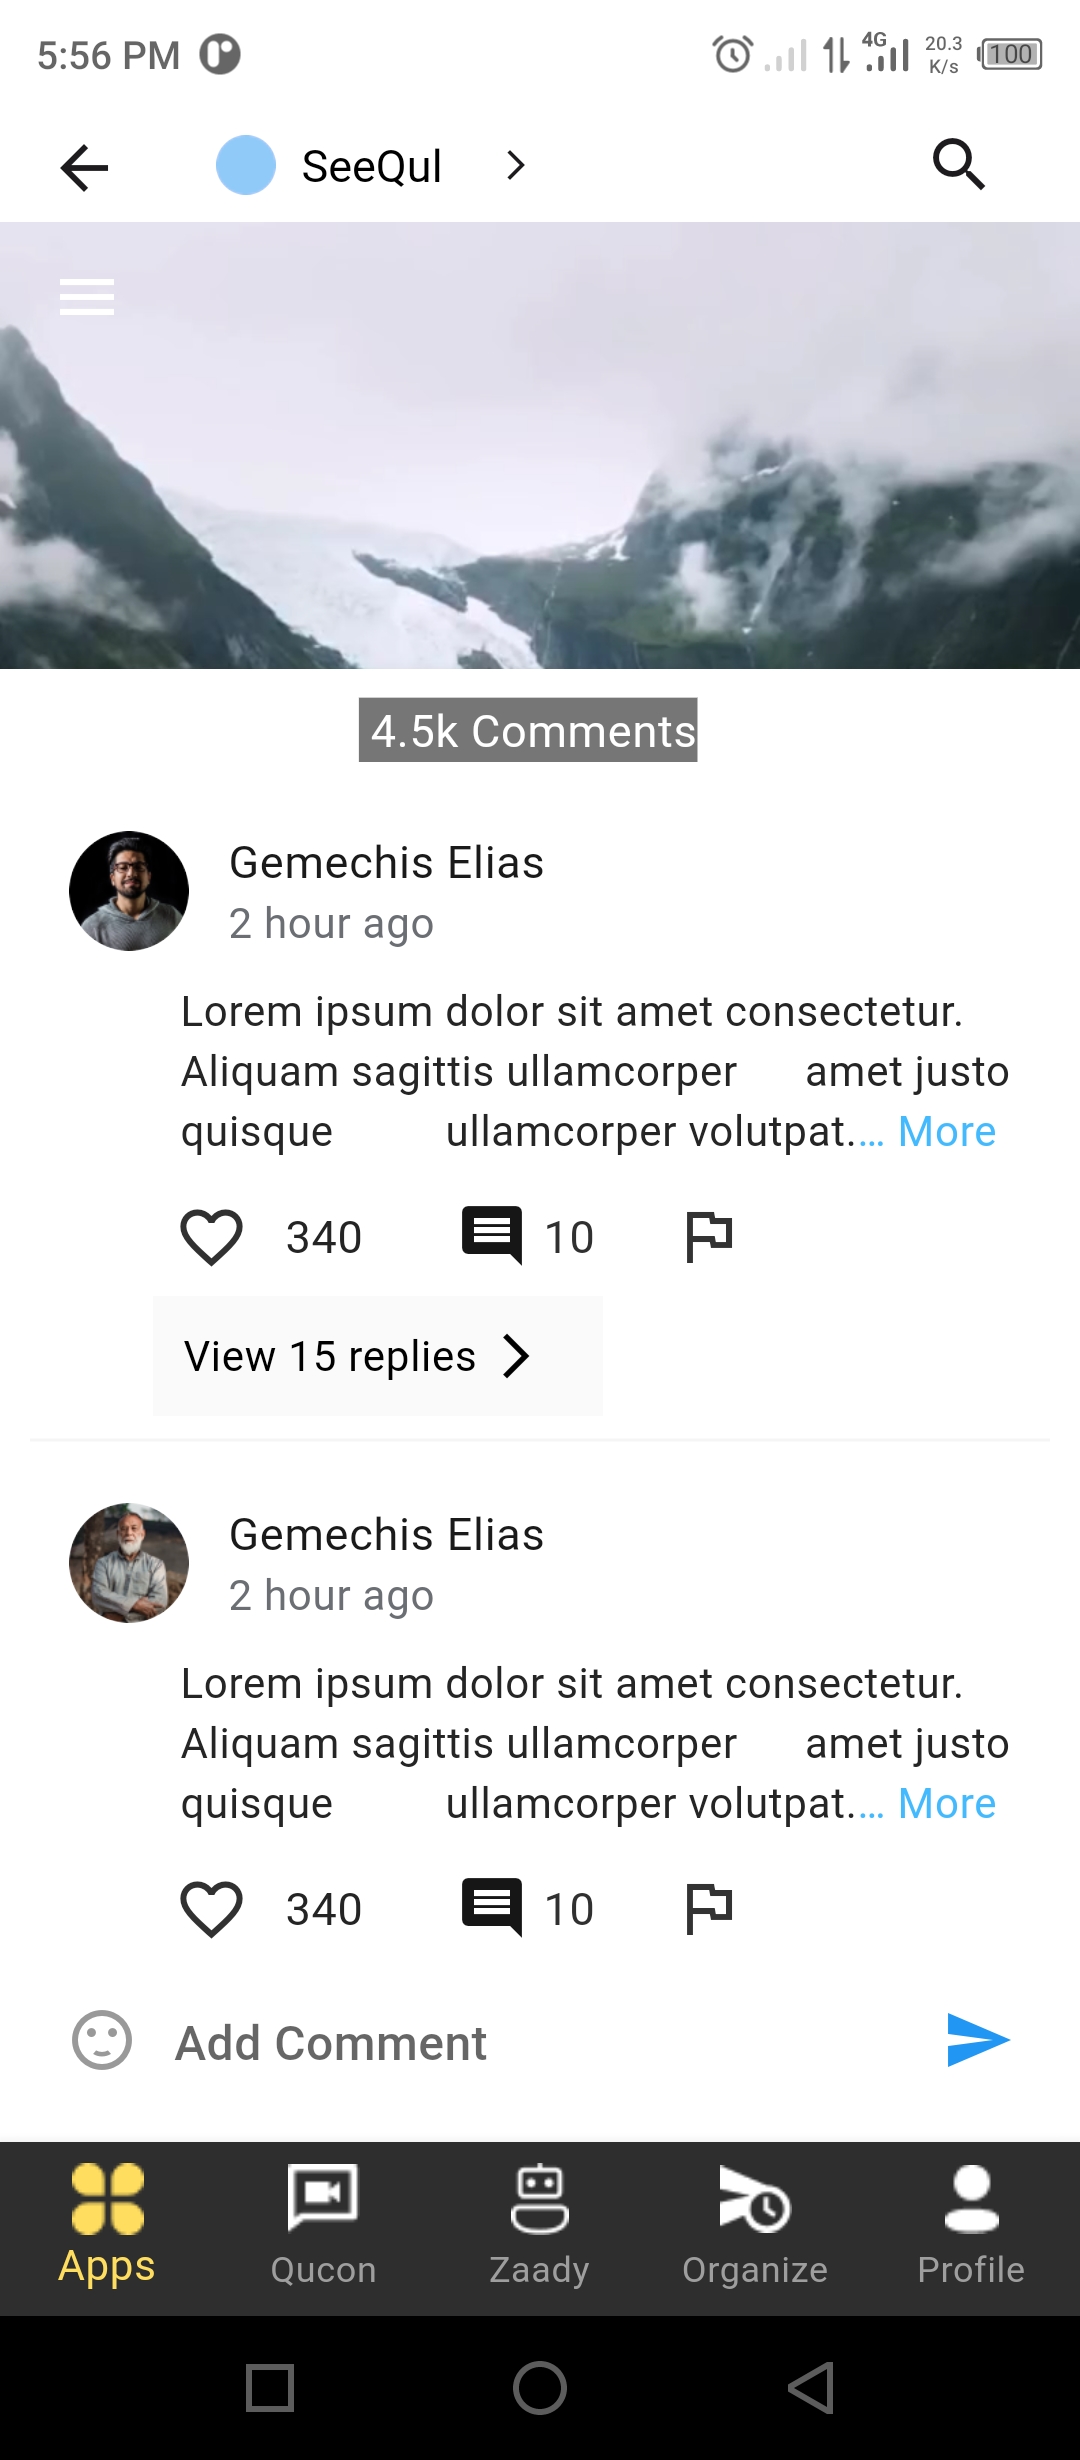 5:56 PM
4G
20.3
K/s
100
SeeQul
4.5k Comments
Gemechis Elias
2 hour ago
Lorem ipsum dolor sit amet consectetur.
Aliquam sagittis ullamcorper amet justo
quisque ullamcorper volutpat.... More
340 10
View 15 replies
Gemechis Elias
2 hour ago
Lorem ipsum dolor sit amet consectetur.
Aliquam sagittis ullamcorper amet justo
quisque ullamcorper volutpat.... More
340 10
Add Comment
Apps Qucon Zaady Organize Profile